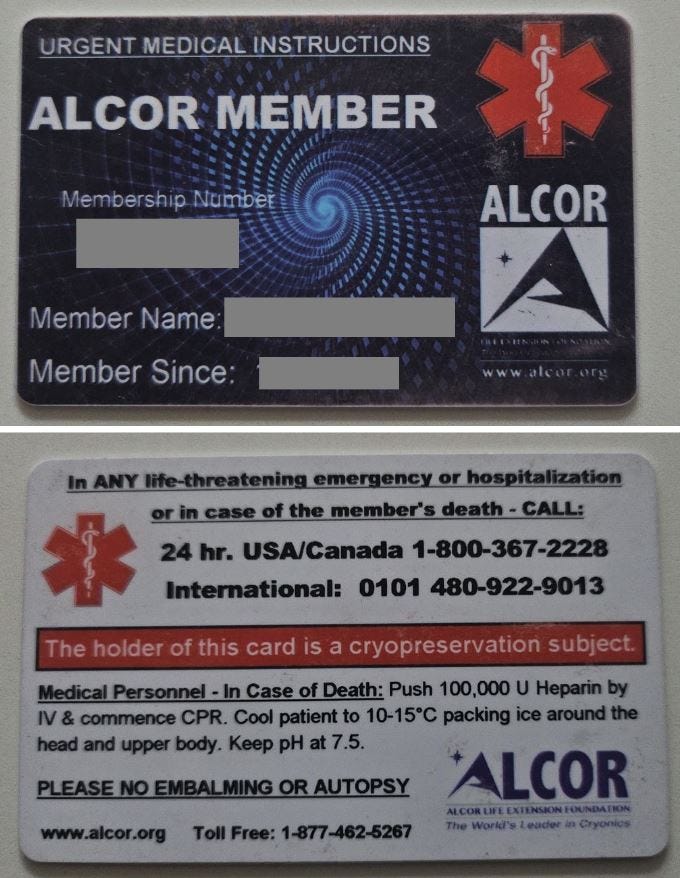 URGENT MEDICAL INSTRUCTIONS
ALCOR MEMBER
Membership Number
Member Name:
Member Since:
ALCOR
LIFE EXTENSION FOUNDATION
www.alcor.org
In ANY life-threatening emergency or hospitalization
or in case of the member's death - CALL:
24 hr. USA/Canada 1-800-367-2228
International: 0101 480-922-9013
The holder of this card is a cryopreservation subject.
Medical Personnel - In Case of Death: Push 100,000 U Heparin by
IV & commence CPR. Cool patient to 10-15°C packing ice around the
head and upper body. Keep pH at 7.5.
PLEASE NO EMBALMING OR AUTOPSY
www.alcor.org Toll Free: 1-877-462-5267
ALCOR
ALCOR LIFE EXTENSION FOUNDATION
The World's Leader in Cryonics